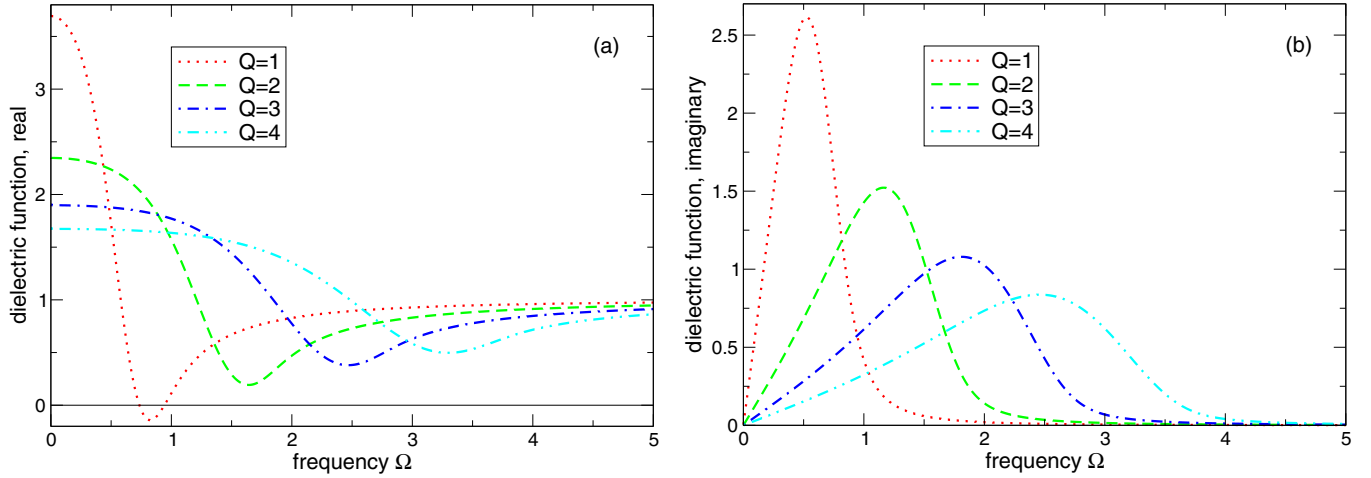 (a)
Q=1
Q=2
Q=3
Q=4
dielectric function, real
3
2
1
0
0 1 2 3 4 5
frequency Ω
(b)
Q=1
Q=2
Q=3
Q=4
dielectric function, imaginary
2.5
2
1.5
1
0.5
0
0 1 2 3 4 5
frequency Ω